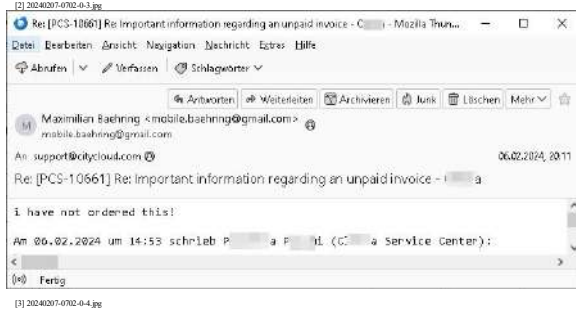 [2] 20240207-0702-0-3.jpg
Re: [PCS-18661] Re: Important information regarding an unpaid invoice - C a - Mozilla Thun...
Datei Bearbeiten Ansicht Navigation Nachricht Extras Hilfe
Abrufen Verfassen Schlagwörter
Antworten Weiterleiten Archivieren Junk Löschen Mehr
M Maximilian Baehring <mobile.baehring@gmail.com>
mobile.baehring@gmail.com
An support@citycloud.com 06.02.2024, 20:11
Re: [PCS-10661] Re: Important information regarding an unpaid invoice - a
i have not ordered this!
Am 06.02.2024 um 14:53 schrieb P a P di (C a Service Center):
Fertig
[3] 20240207-0702-0-4.jpg